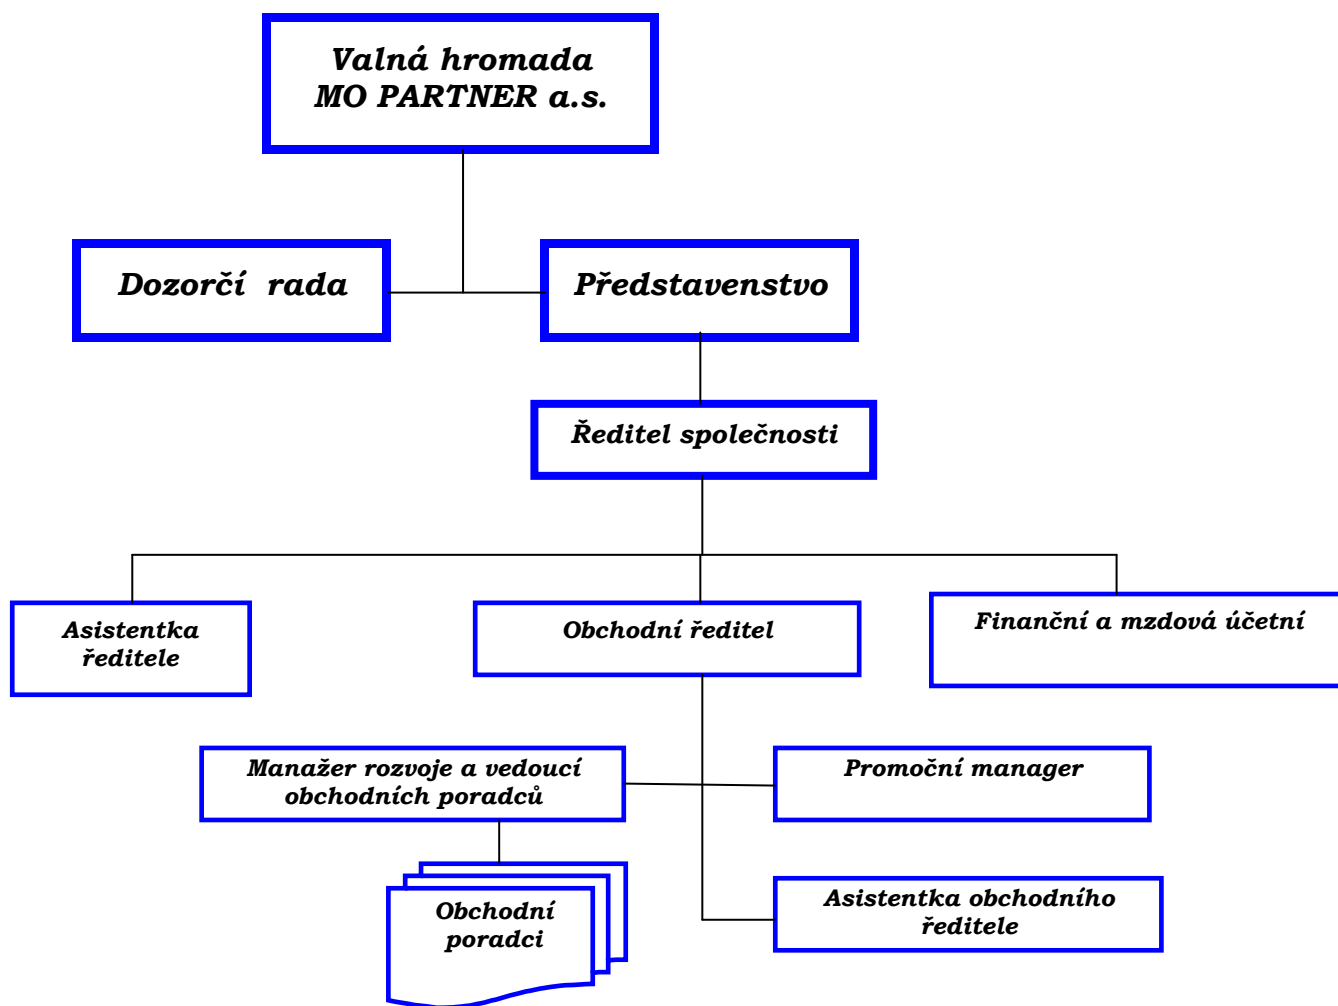 Valná hromada
MO PARTNER a.s.
Dozorčí rada
Představenstvo
Ředitel společnosti
Asistentka
ředitele
Obchodní ředitel
Finanční a mzdová účetní
Manažer rozvoje a vedoucí
obchodních poradců
Promoční manager
Obchodní
poradci
Asistentka obchodního
ředitele